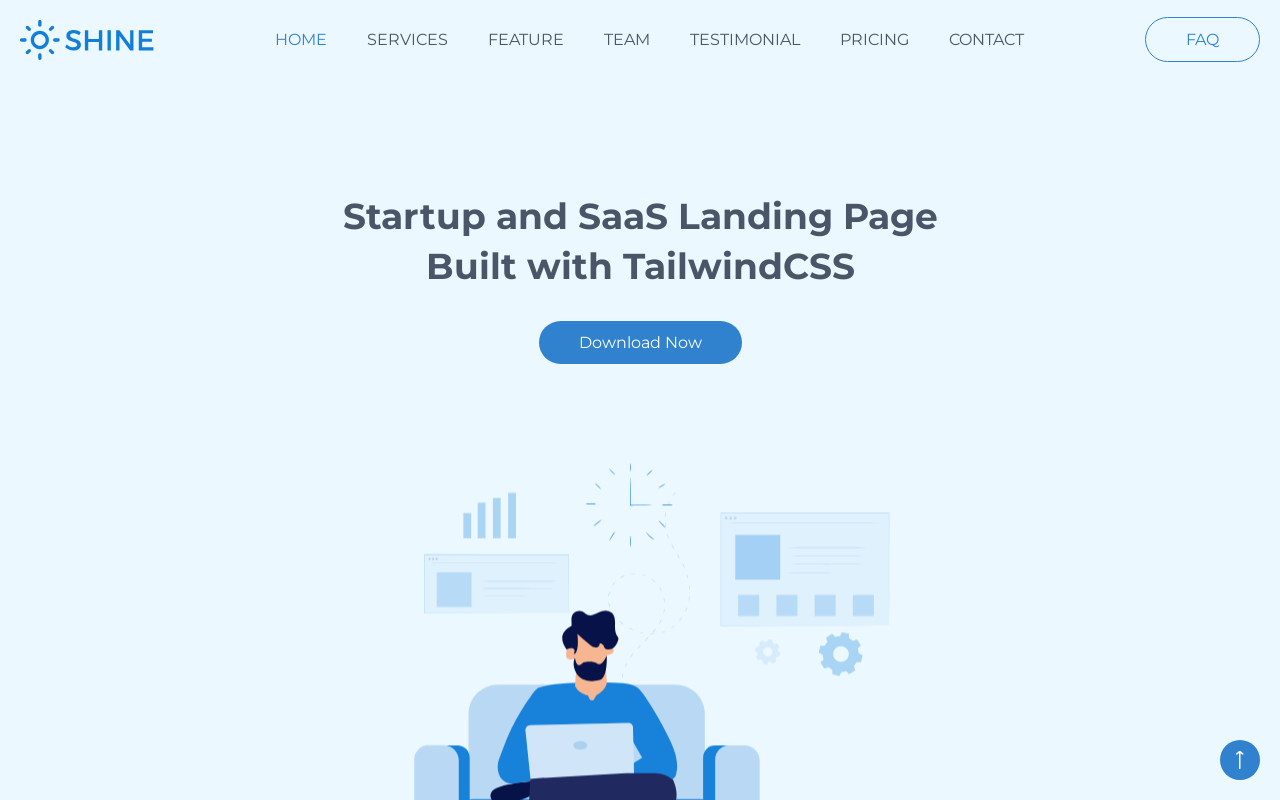 SHINE
HOME SERVICES FEATURE TEAM TESTIMONIAL PRICING CONTACT
FAQ
Startup and SaaS Landing Page
Built with TailwindCSS
Download Now